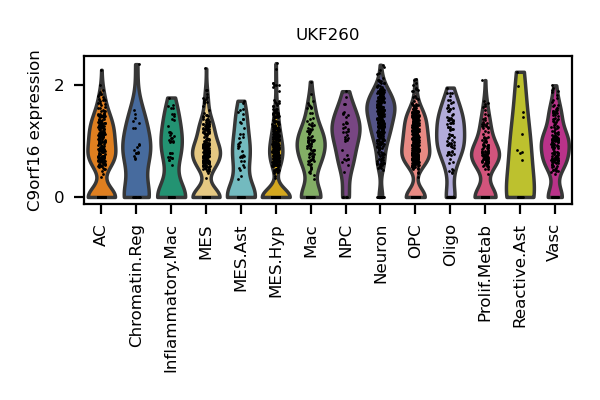 UKF260
C9orf16 expression
2
0
AC
Chromatin.Reg
Inflammatory.Mac
MES
MES.Ast
MES.Hyp
Mac
NPC
Neuron
OPC
Oligo
Prolif.Metab
Reactive.Ast
Vasc